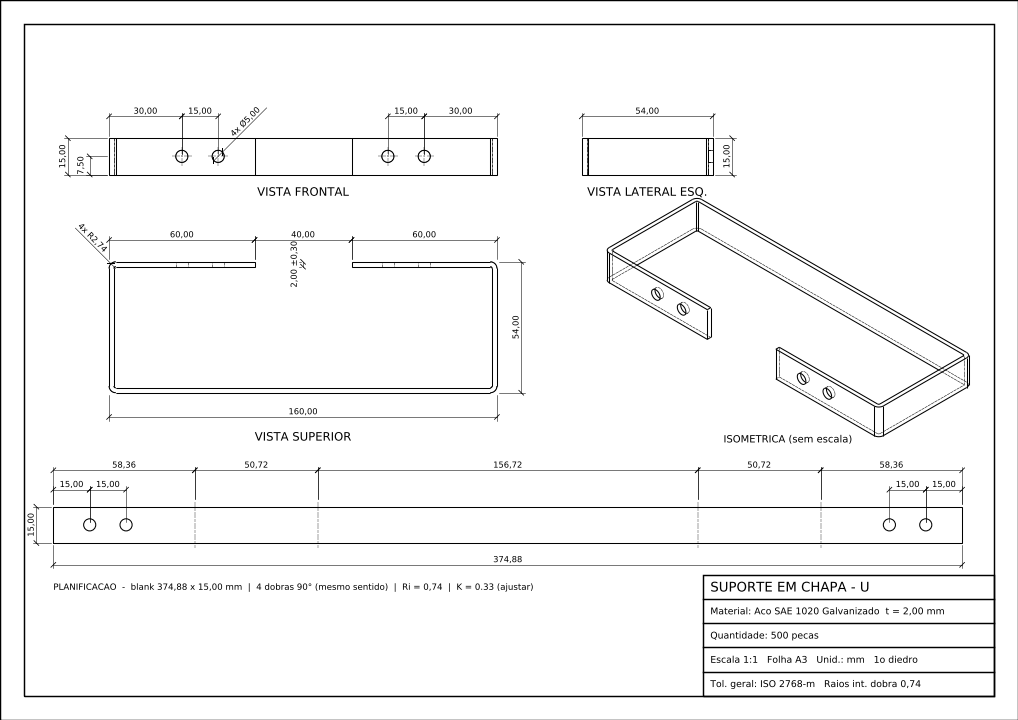 30,00 15,00 4x Ø5,00 15,00 30,00 54,00
15,00 7,50 15,00
VISTA FRONTAL VISTA LATERAL ESQ.
4x R2,74 60,00 40,00 60,00
2,00 ±0,30
54,00
160,00
VISTA SUPERIOR ISOMETRICA (sem escala)
58,36 50,72 156,72 50,72 58,36
15,00 15,00 15,00 15,00
15,00
374,88
PLANIFICACAO - blank 374,88 x 15,00 mm | 4 dobras 90° (mesmo sentido) | Ri = 0,74 | K = 0.33 (ajustar)
SUPORTE EM CHAPA - U
Material: Aco SAE 1020 Galvanizado t = 2,00 mm
Quantidade: 500 pecas
Escala 1:1 Folha A3 Unid.: mm 1o diedro
Tol. geral: ISO 2768-m Raios int. dobra 0,74